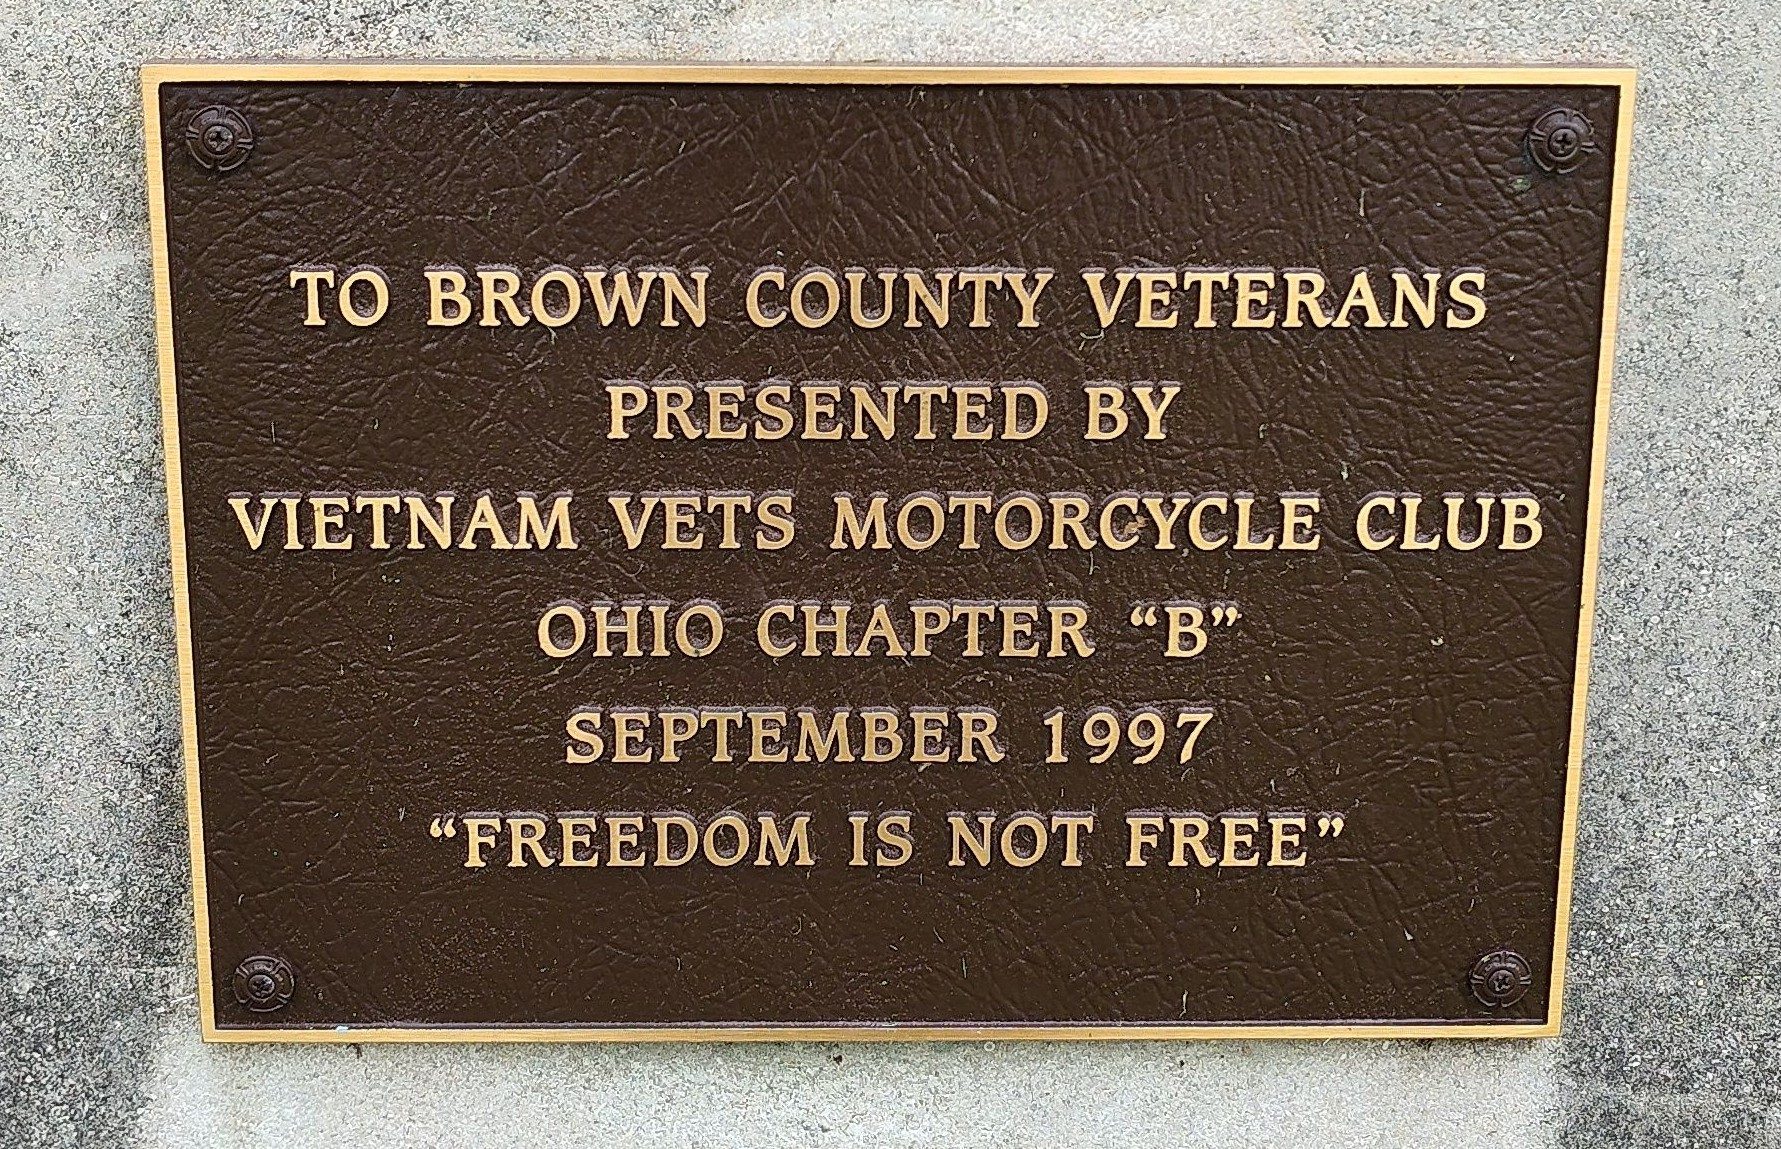 TO BROWN COUNTY VETERANS
PRESENTED BY
VIETNAM VETS MOTORCYCLE CLUB
OHIO CHAPTER “B”
SEPTEMBER 1997
“FREEDOM IS NOT FREE”